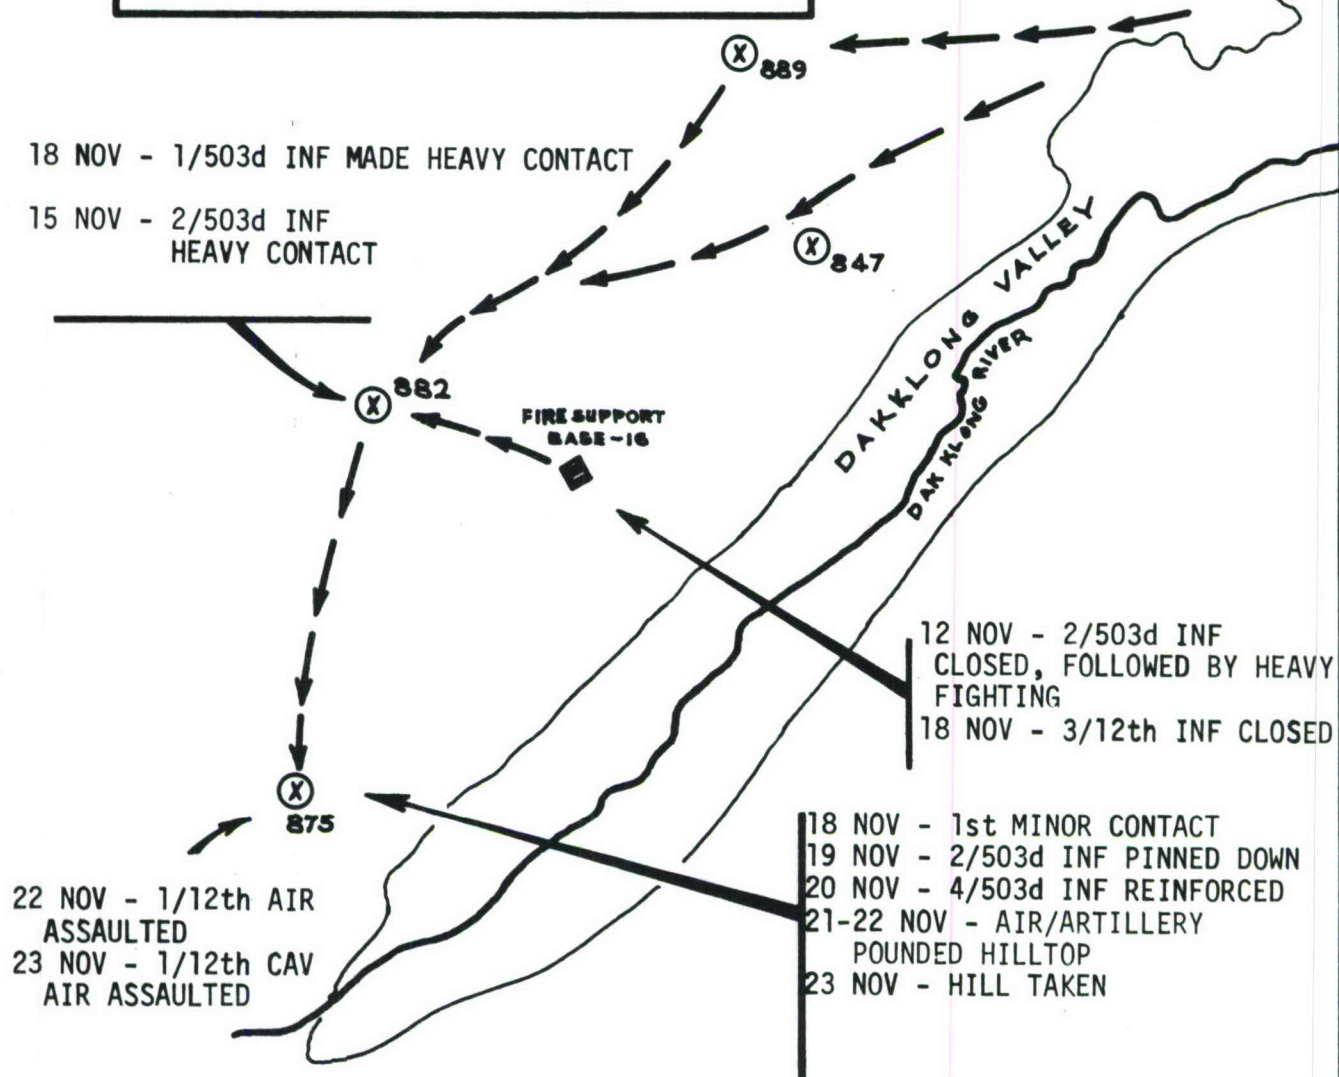 889
18 NOV - 1/503d INF MADE HEAVY CONTACT
15 NOV - 2/503d INF
HEAVY CONTACT
847
DAKKLONG VALLEY
DAK KLONG RIVER
882
FIRE SUPPORT
BASE-16
12 NOV - 2/503d INF
CLOSED, FOLLOWED BY HEAVY
FIGHTING
18 NOV - 3/12th INF CLOSED
875
18 NOV - 1st MINOR CONTACT
19 NOV - 2/503d INF PINNED DOWN
20 NOV - 4/503d INF REINFORCED
21-22 NOV - AIR/ARTILLERY
POUNDED HILLTOP
23 NOV - HILL TAKEN
22 NOV - 1/12th AIR
ASSAULTED
23 NOV - 1/12th CAV
AIR ASSAULTED